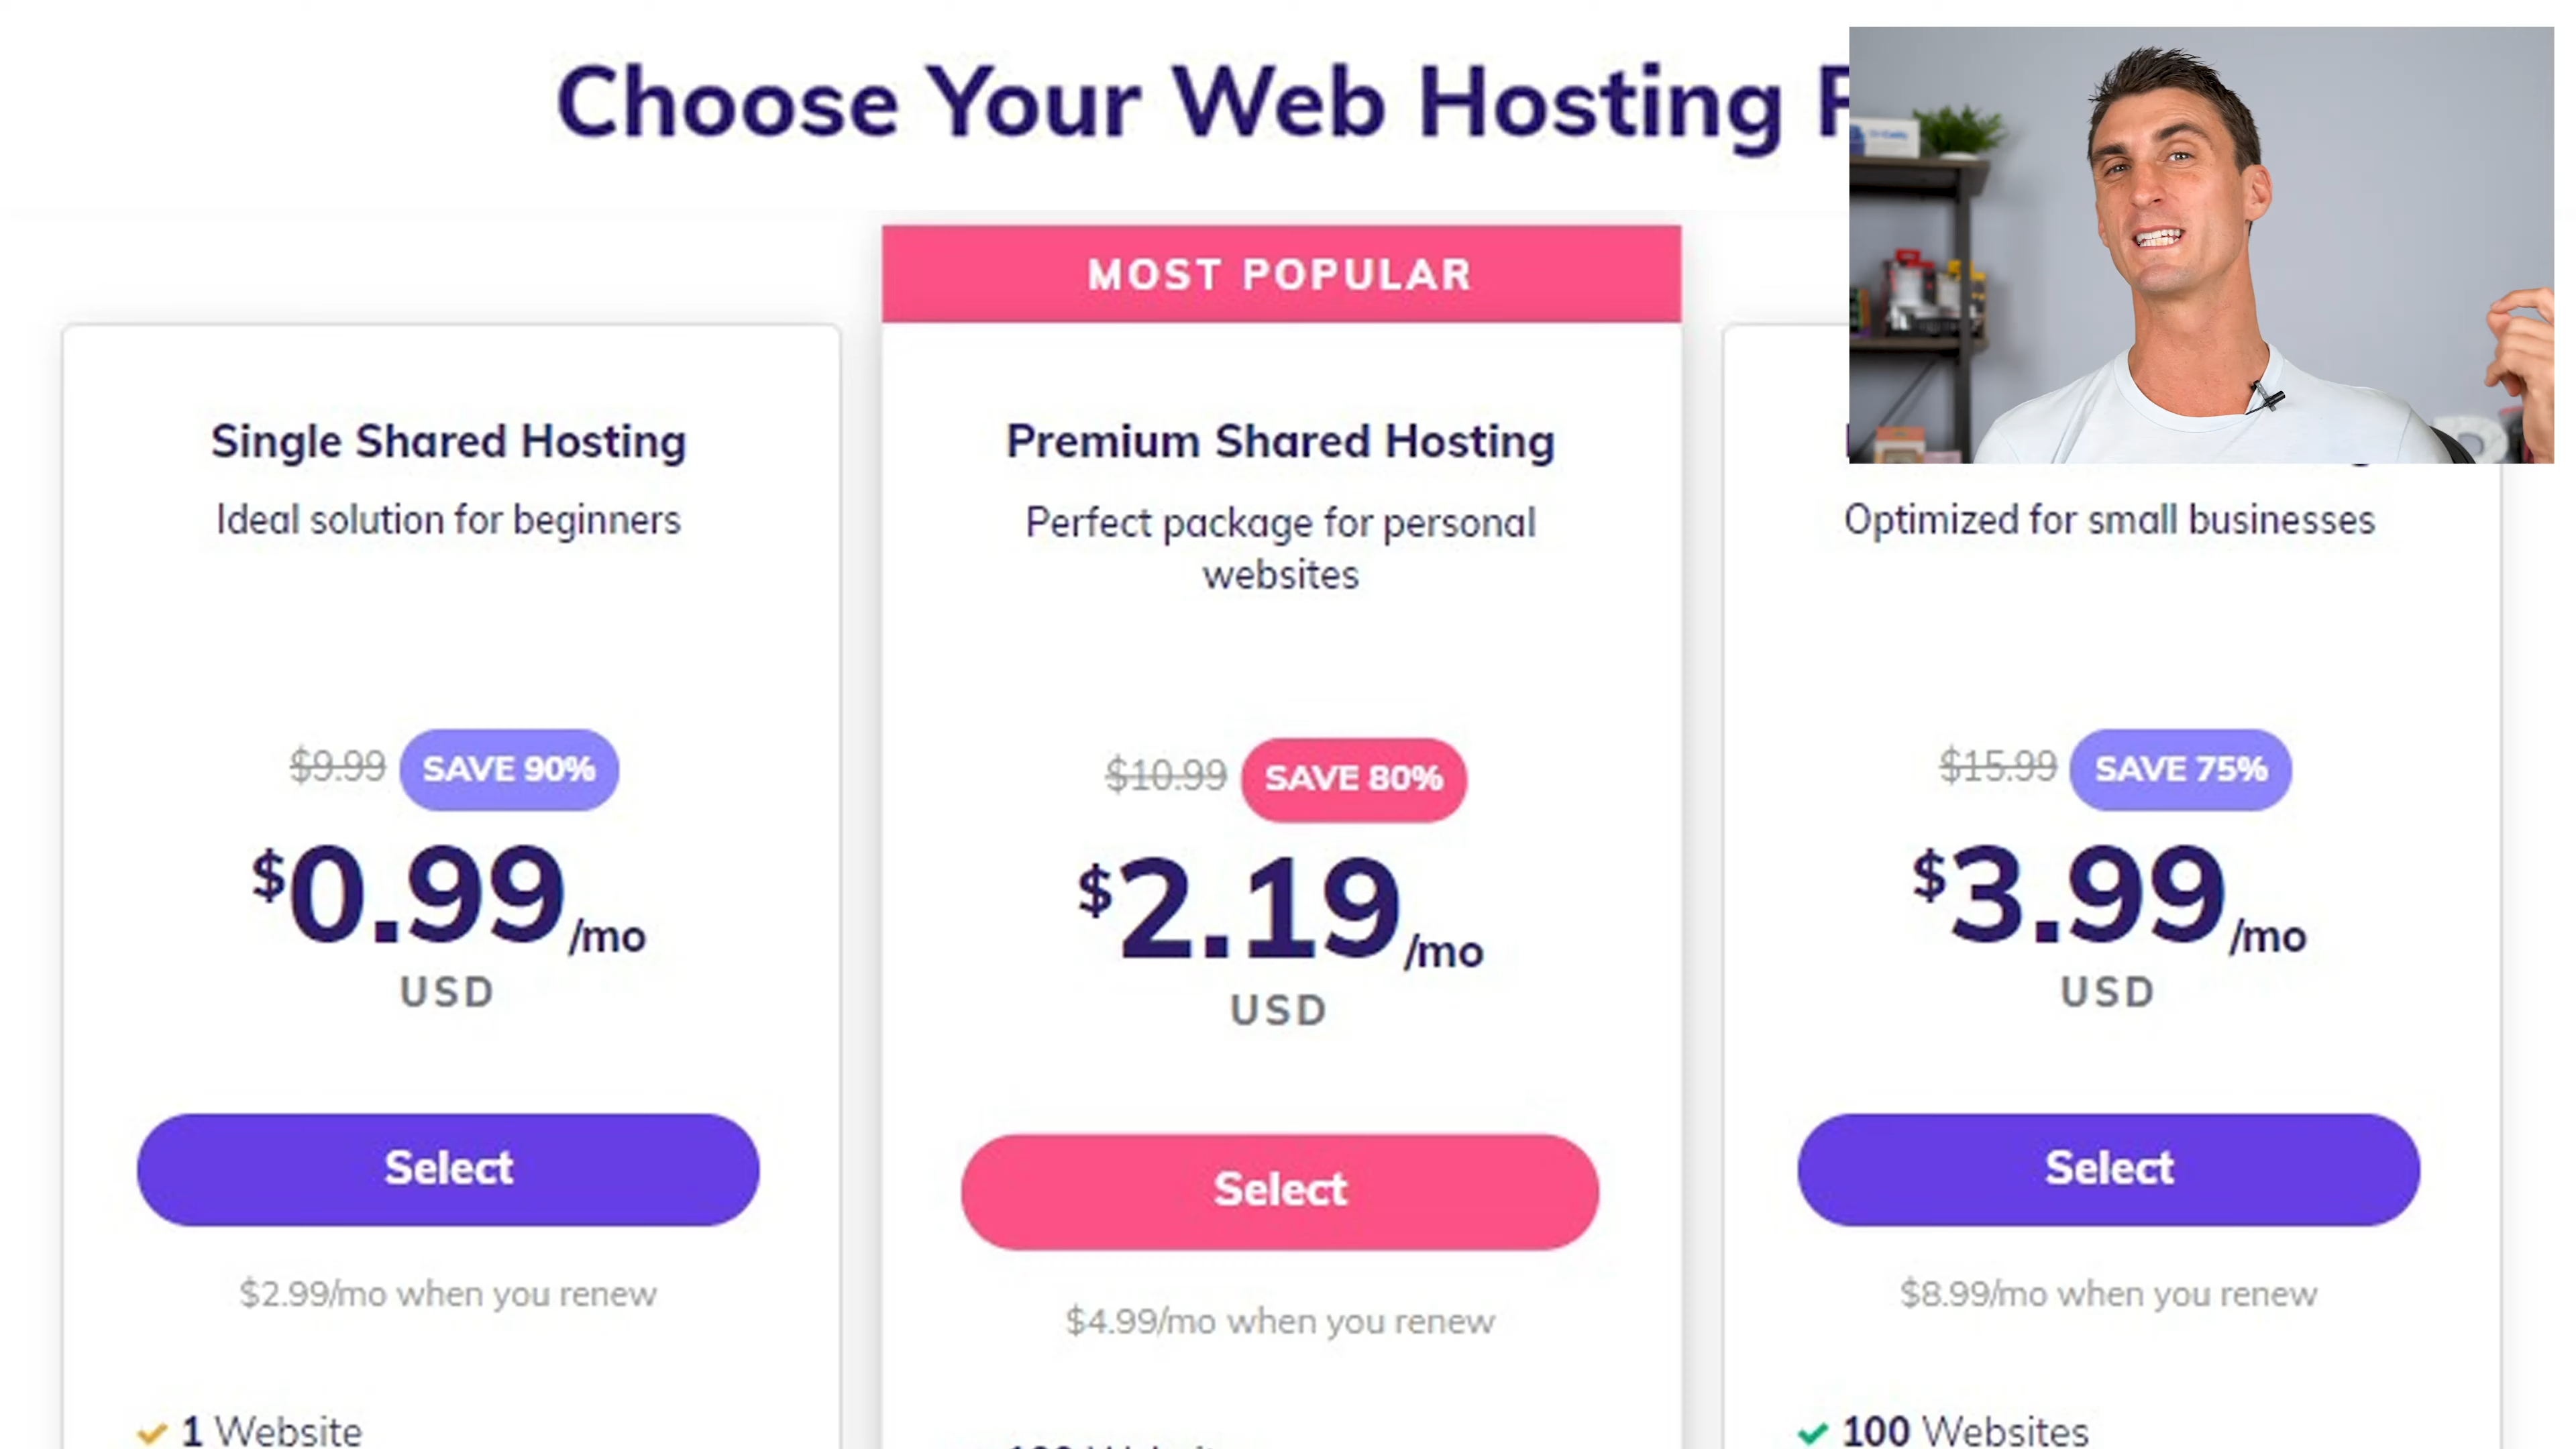 Choose Your Web Hosting
MOST POPULAR
Single Shared Hosting
Ideal solution for beginners
$9.99 SAVE 90%
$0.99/mo
USD
Select
$2.99/mo when you renew
1 Website
Premium Shared Hosting
Perfect package for personal
websites
$10.99 SAVE 80%
$2.19/mo
USD
Select
$4.99/mo when you renew
Optimized for small businesses
$15.99 SAVE 75%
$3.99/mo
USD
Select
$8.99/mo when you renew
100 Websites